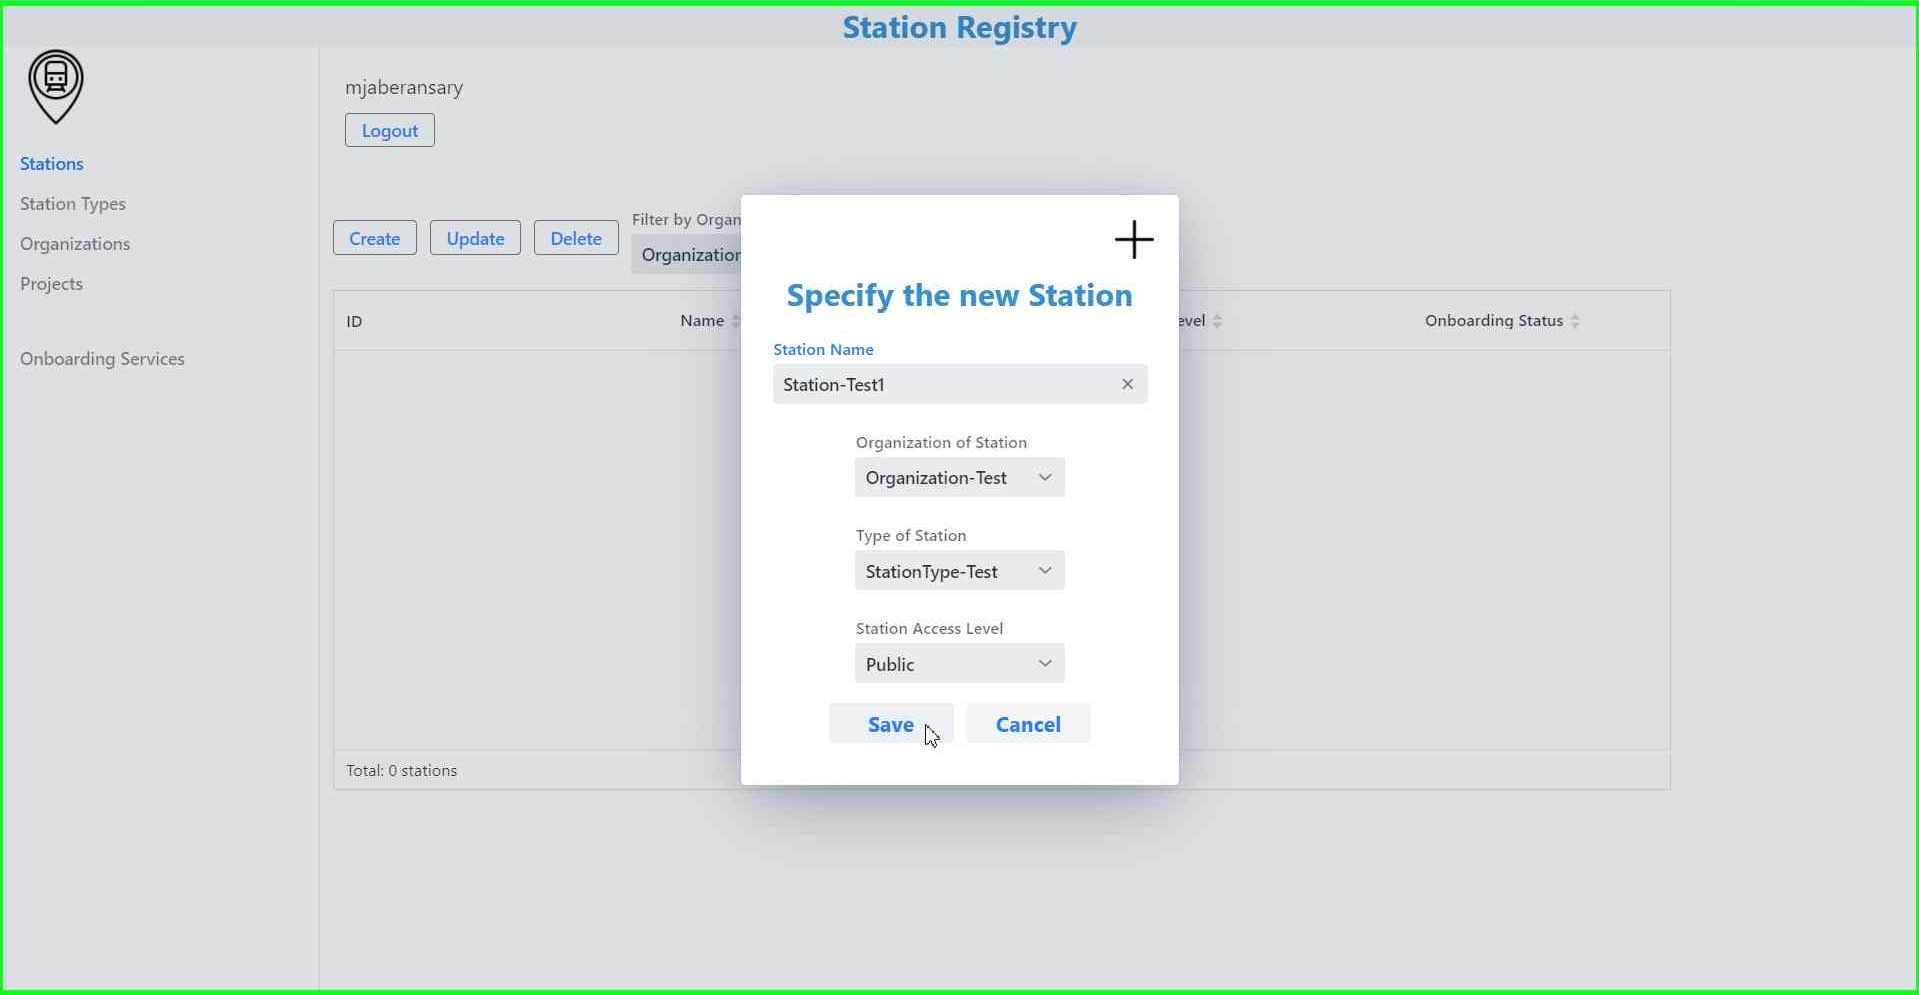 Station Registry
mjaberansary
Logout
Stations
Station Types
Organizations
Projects
Onboarding Services
Create
Update
Delete
Filter by Organ
Organization
ID
Name
evel
Onboarding Status
Total: 0 stations
Specify the new Station
Station Name
Station-Test1
Organization of Station
Organization-Test
Type of Station
StationType-Test
Station Access Level
Public
Save
Cancel